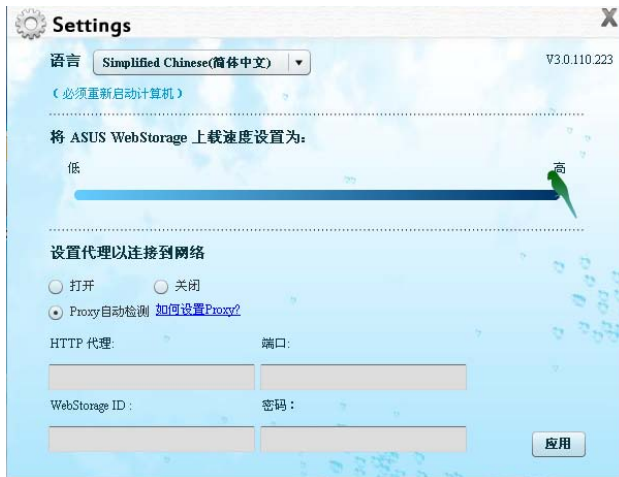 Settings
X
语言 Simplified Chinese(简体中文) V3.0.110.223
（必须重新启动计算机）
将 ASUS WebStorage 上载速度设置为:
低 高
设置代理以连接到网络
打开 关闭
Proxy自动检测 如何设置Proxy?
HTTP 代理: 端口:
WebStorage ID : 密码：
应用